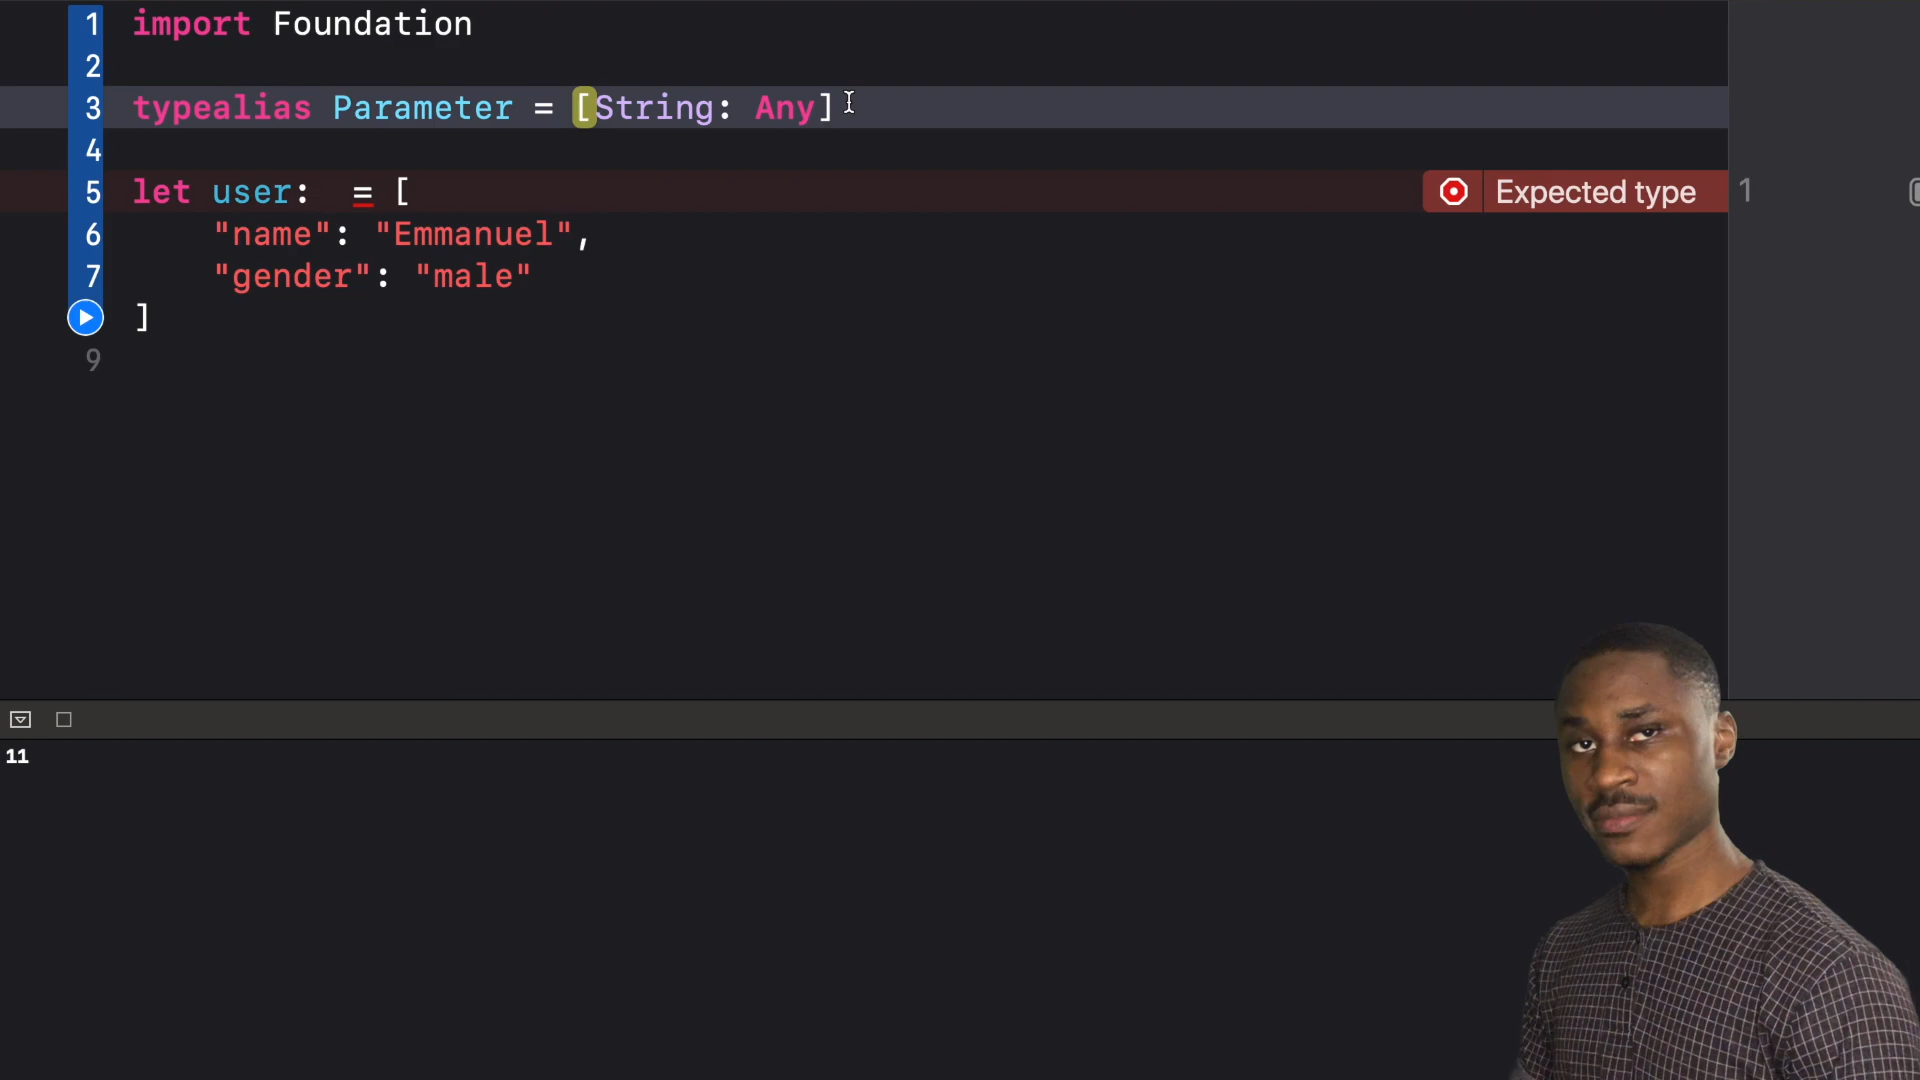 1 import Foundation
2
3 typealias Parameter = [String: Any]
4
5 let user:  = [ Expected type 1
6 "name": "Emmanuel",
7 "gender": "male"
]
9
11